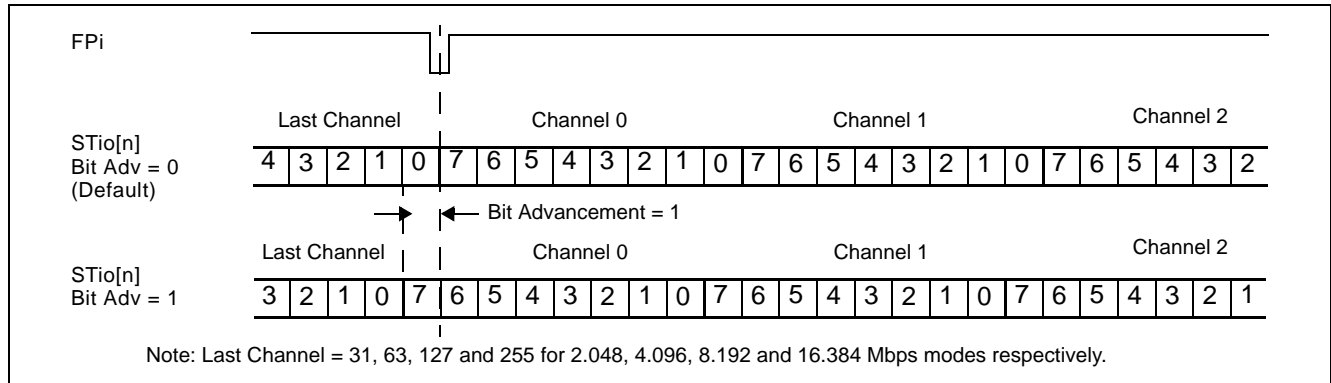 FPi
Last Channel Channel 0 Channel 1 Channel 2
STio[n]
Bit Adv = 0
(Default)
4 3 2 1 0 7 6 5 4 3 2 1 0 7 6 5 4 3 2 1 0 7 6 5 4 3 2
Bit Advancement = 1
Last Channel Channel 0 Channel 1 Channel 2
STio[n]
Bit Adv = 1
3 2 1 0 7 6 5 4 3 2 1 0 7 6 5 4 3 2 1 0 7 6 5 4 3 2 1
Note: Last Channel = 31, 63, 127 and 255 for 2.048, 4.096, 8.192 and 16.384 Mbps modes respectively.